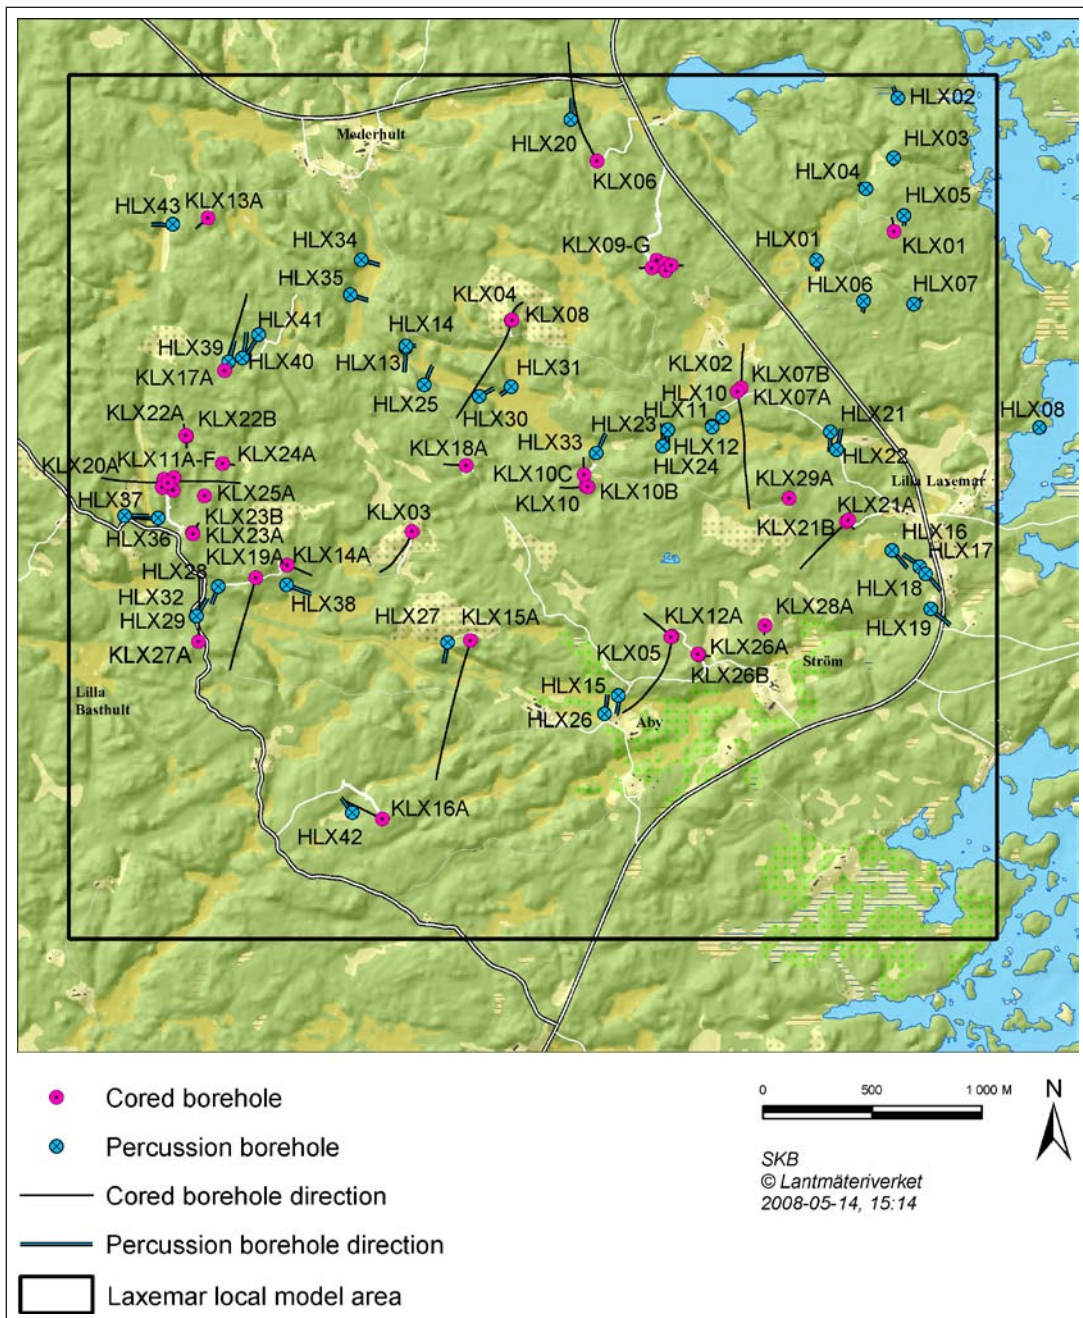 HLX02
Mederhult
HLX20
HLX03
KLX06
HLX04
HLX43
KLX13A
HLX05
HLX34
KLX09-G
HLX01
KLX01
HLX35
HLX06
HLX07
KLX04
KLX08
HLX41
HLX14
HLX39
HLX40
HLX13
KLX02
KLX17A
HLX31
KLX07B
HLX25
HLX10
KLX07A
HLX30
HLX11
HLX21
HLX08
KLX22A
KLX22B
HLX23
HLX33
HLX12
KLX18A
HLX24
HLX22
KLX20A
KLX11A-F
KLX24A
KLX10C
KLX29A
Lilla Laxemar
KLX10
KLX10B
HLX37
KLX25A
KLX21A
KLX23B
KLX03
KLX21B
HLX36
KLX23A
HLX16
KLX19A
KLX14A
HLX17
HLX28
HLX18
HLX32
HLX38
HLX29
HLX27
KLX15A
KLX12A
KLX28A
HLX19
KLX27A
KLX05
KLX26A
Ström
KLX26B
Lilla
Basthult
HLX15
HLX26
Åby
KLX16A
HLX42
Cored borehole
Percussion borehole
Cored borehole direction
Percussion borehole direction
Laxemar local model area
0 500 1 000 M
N
SKB
© Lantmäteriverket
2008-05-14, 15:14